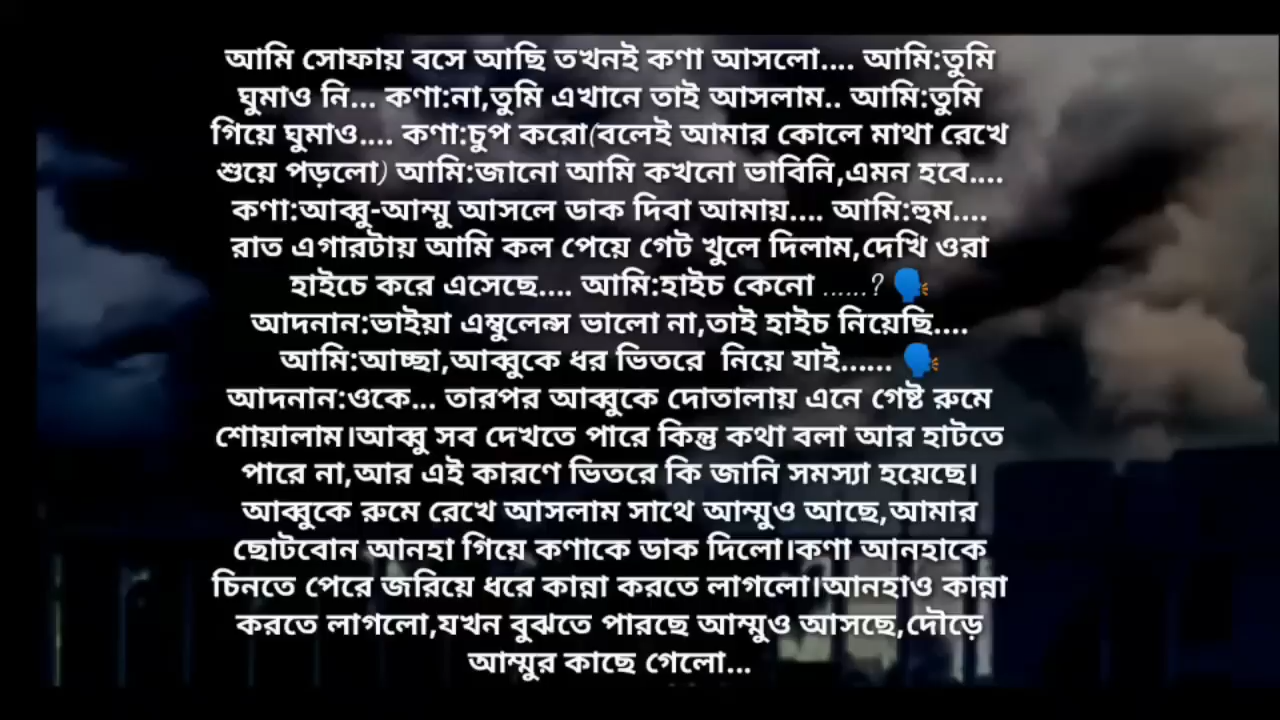 আমি সোফায় বসে আছি তখনই কণা আসলো.... আমি:তুমি
ঘুমাও নি... কণা:না,তুমি এখানে তাই আসলাম.. আমি:তুমি
গিয়ে ঘুমাও.... কণা:চুপ করো(বলেই আমার কোলে মাথা রেখে
শুয়ে পড়লো) আমি:জানো আমি কখনো ভাবিনি,এমন হবে....
কণা:আব্বু-আম্মু আসলে ডাক দিবা আমায়.... আমি:হুম....
রাত এগারটায় আমি কল পেয়ে গেট খুলে দিলাম,দেখি ওরা
হাইচে করে এসেছে.... আমি:হাইচ কেনো ......? 🗣️
আদনান:ভাইয়া এম্বুলেন্স ভালো না,তাই হাইচ নিয়েছি....
আমি:আচ্ছা,আব্বুকে ধর ভিতরে  নিয়ে যাই...... 🗣️
আদনান:ওকে... তারপর আব্বুকে দোতালায় এনে গেষ্ট রুমে
শোয়ালাম।আব্বু সব দেখতে পারে কিন্তু কথা বলা আর হাটতে
পারে না,আর এই কারণে ভিতরে কি জানি সমস্যা হয়েছে।
আব্বুকে রুমে রেখে আসলাম সাথে আম্মুও আছে,আমার
ছোটবোন আনহা গিয়ে কণাকে ডাক দিলো।কণা আনহাকে
চিনতে পেরে জরিয়ে ধরে কান্না করতে লাগলো।আনহাও কান্না
করতে লাগলো,যখন বুঝতে পারছে আম্মুও আসছে,দৌড়ে
আম্মুর কাছে গেলো...